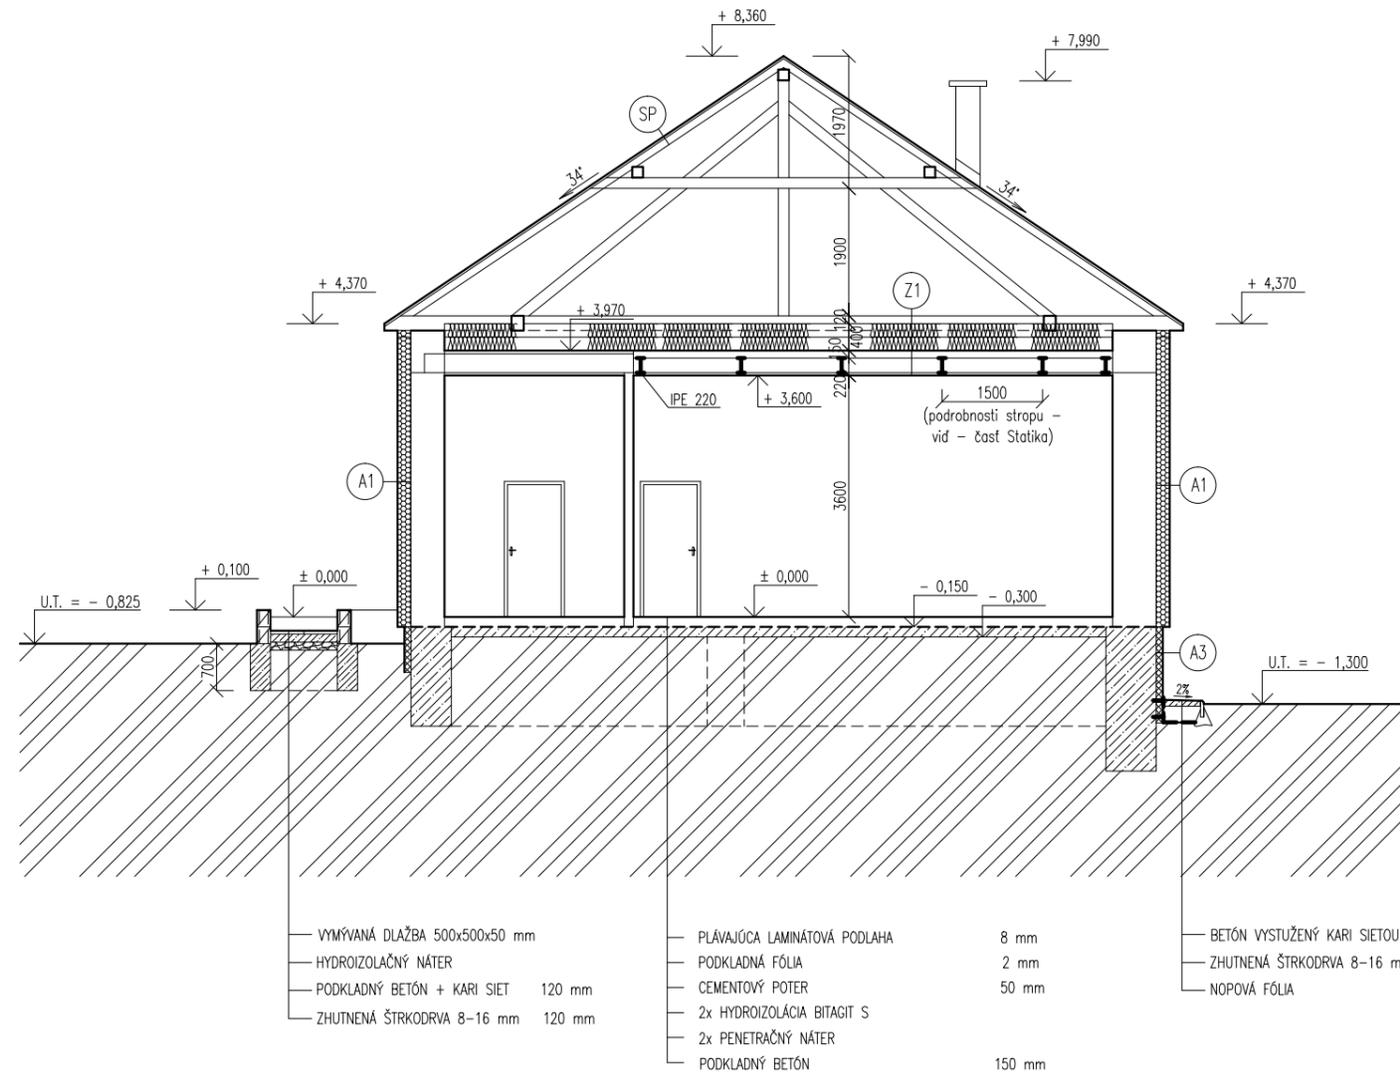 + 8,360
+ 7,990
SP
1970
34°
34°
1900
+ 4,370
+ 3,970
Z1
+ 4,370
120
400
150
220
IPE 220
+ 3,600
1500
(podrobnosti stropu -
viď - časť Statika)
A1
3600
A1
+ 0,100
± 0,000
± 0,000
- 0,150
- 0,300
U.T. = - 0,825
700
A3
U.T. = - 1,300
2%
VYMÝVANÁ DLAŽBA 500x500x50 mm
HYDROIZOLAČNÝ NÁTER
PODKLADNÝ BETÓN + KARI SIET 120 mm
ZHUTNENÁ ŠTRKODRVA 8-16 mm 120 mm
PLÁVAJÚCA LAMINÁTOVÁ PODLAHA 8 mm
PODKLADNÁ FÓLIA 2 mm
CEMENTOVÝ POTER 50 mm
2x HYDROIZOLÁCIA BITAGIT S
2x PENETRAČNÝ NÁTER
PODKLADNÝ BETÓN 150 mm
BETÓN VYSTUŽENÝ KARI SIETOU
ZHUTNENÁ ŠTRKODRVA 8-16 m
NOPOVÁ FÓLIA